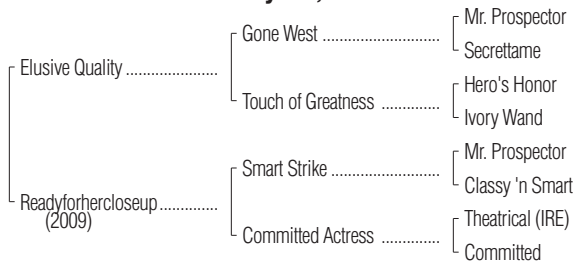 Mr. Prospector
Gone West ............................
Secrettame
Elusive Quality ......................
Hero's Honor
Touch of Greatness ..............
Ivory Wand
Mr. Prospector
Smart Strike ..........................
Classy 'n Smart
Readyforhercloseup ..............
(2009)
Theatrical (IRE)
Committed Actress ..............
Committed